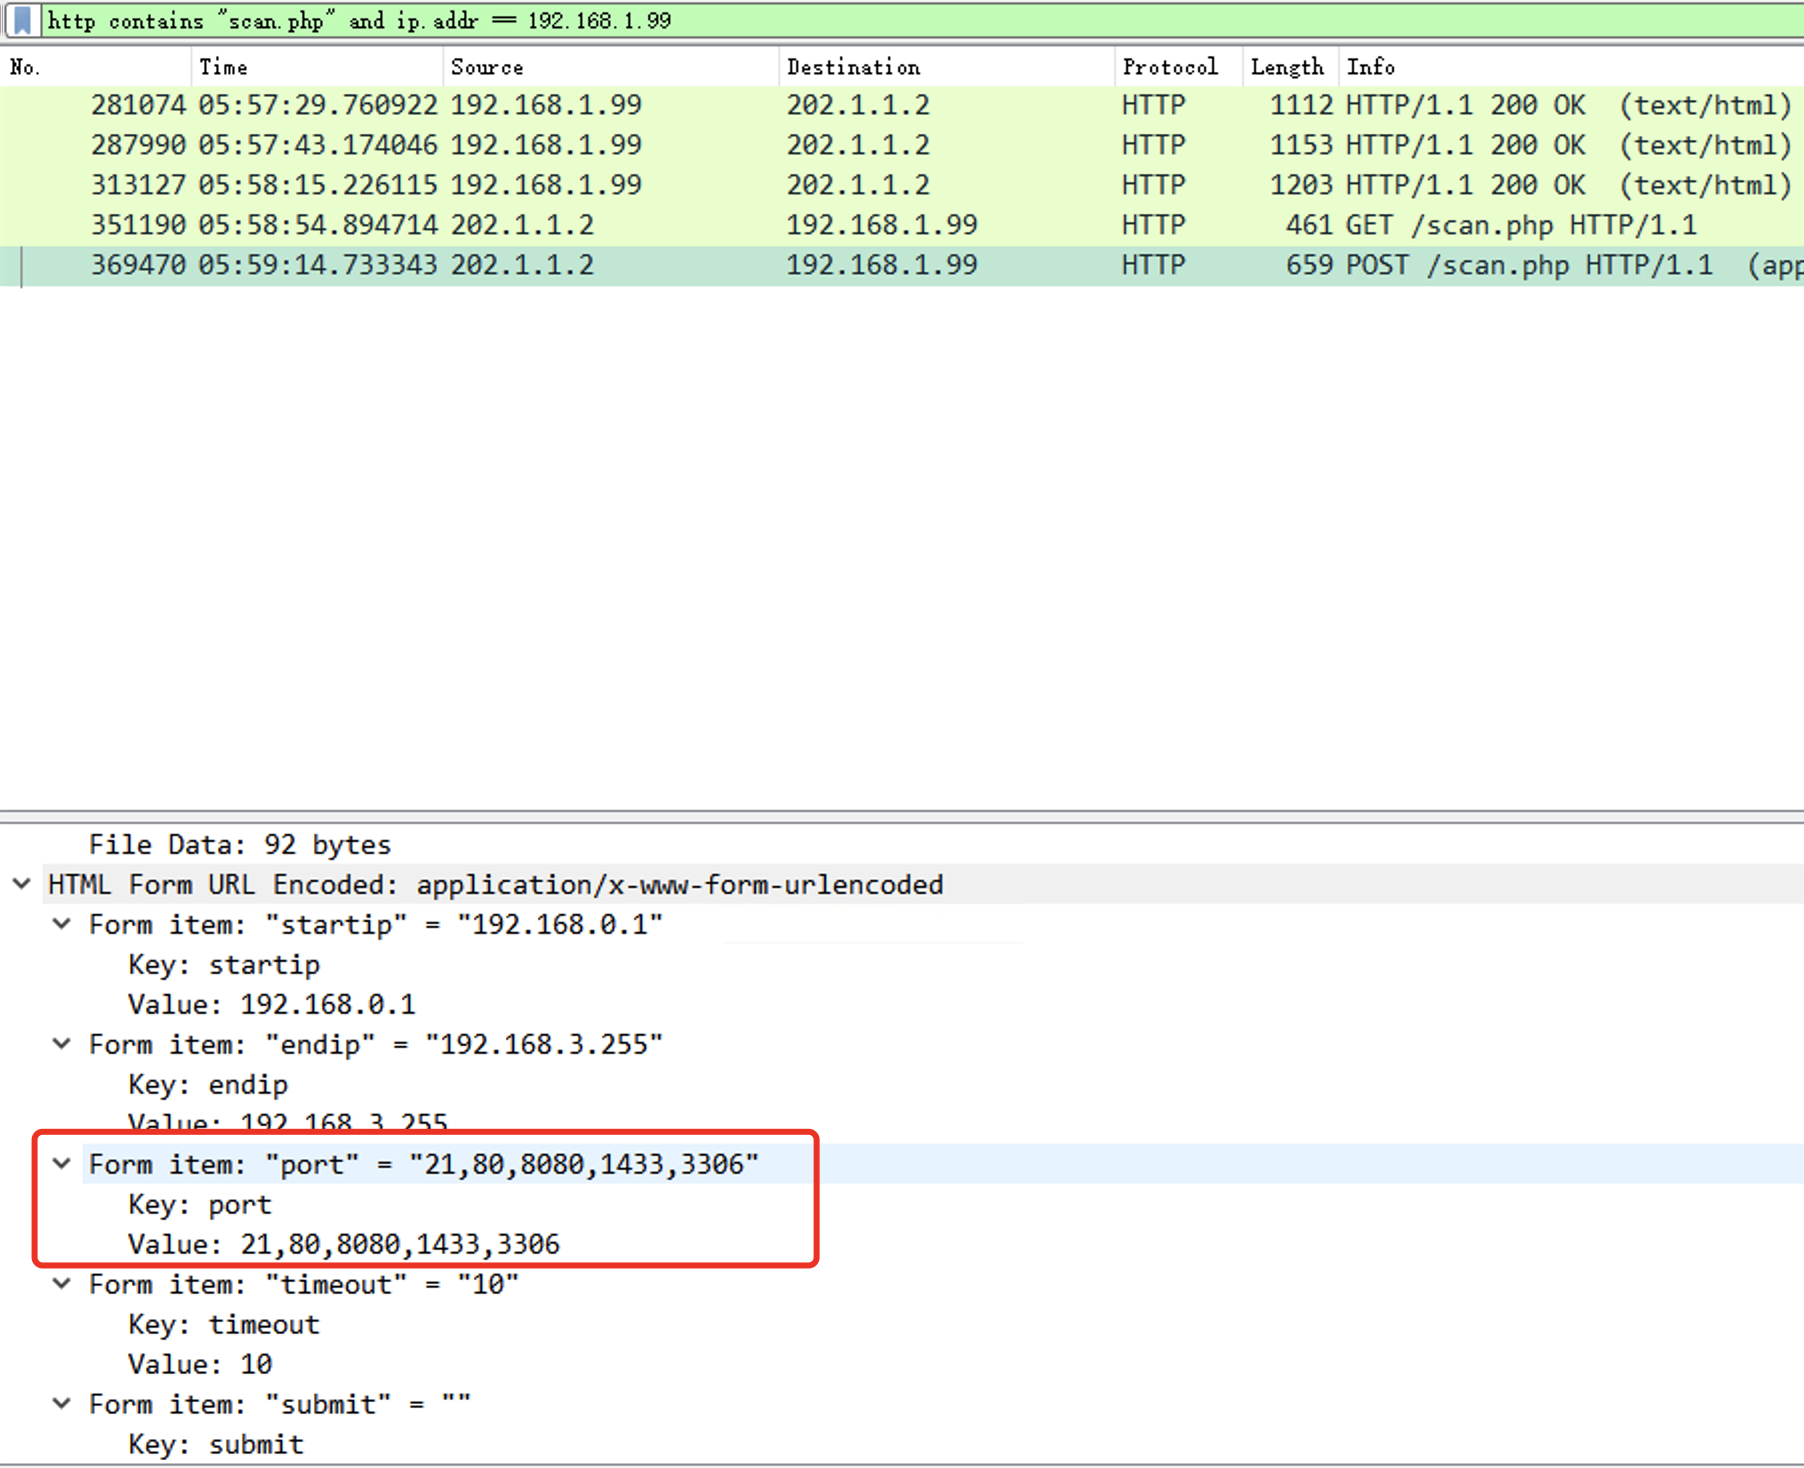 http contains "scan.php" and ip.addr == 192.168.1.99
No. Time Source Destination Protocol Length Info
281074 05:57:29.760922 192.168.1.99 202.1.1.2 HTTP 1112 HTTP/1.1 200 OK (text/html)
287990 05:57:43.174046 192.168.1.99 202.1.1.2 HTTP 1153 HTTP/1.1 200 OK (text/html)
313127 05:58:15.226115 192.168.1.99 202.1.1.2 HTTP 1203 HTTP/1.1 200 OK (text/html)
351190 05:58:54.894714 202.1.1.2 192.168.1.99 HTTP 461 GET /scan.php HTTP/1.1
369470 05:59:14.733343 202.1.1.2 192.168.1.99 HTTP 659 POST /scan.php HTTP/1.1 (app
File Data: 92 bytes
HTML Form URL Encoded: application/x-www-form-urlencoded
Form item: "startip" = "192.168.0.1"
Key: startip
Value: 192.168.0.1
Form item: "endip" = "192.168.3.255"
Key: endip
Value: 192.168.3.255
Form item: "port" = "21,80,8080,1433,3306"
Key: port
Value: 21,80,8080,1433,3306
Form item: "timeout" = "10"
Key: timeout
Value: 10
Form item: "submit" = ""
Key: submit